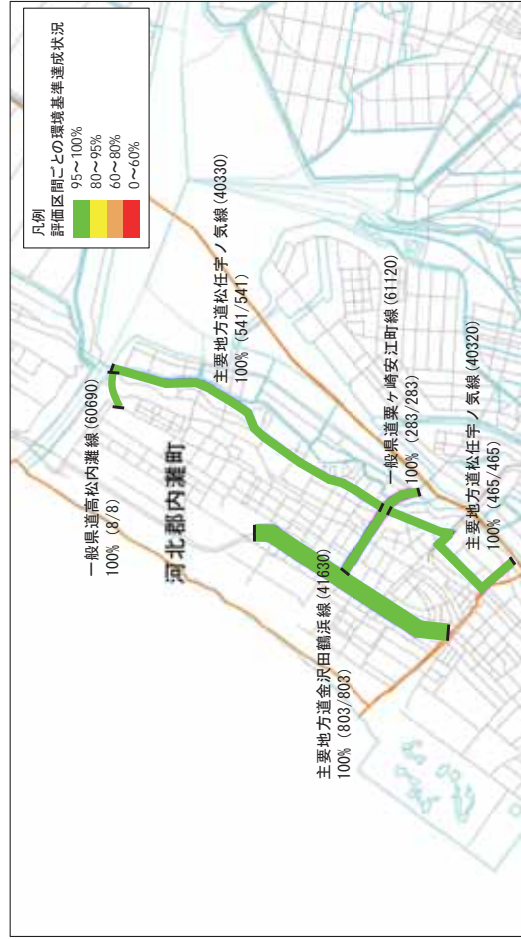 凡例
評価区間ごとの環境基準達成状況
95～100%
80～95%
60～80%
0～60%
一般県道高松内灘線(60690)
100% (8/8)
河北郡内灘町
主要地方道松任宇ノ気線(40330)
100% (541/541)
主要地方道金沢田鶴浜線(41630)
100% (803/803)
一般県道粟ヶ崎安江町線(61120)
100% (283/283)
主要地方道松任宇ノ気線(40320)
100% (465/465)